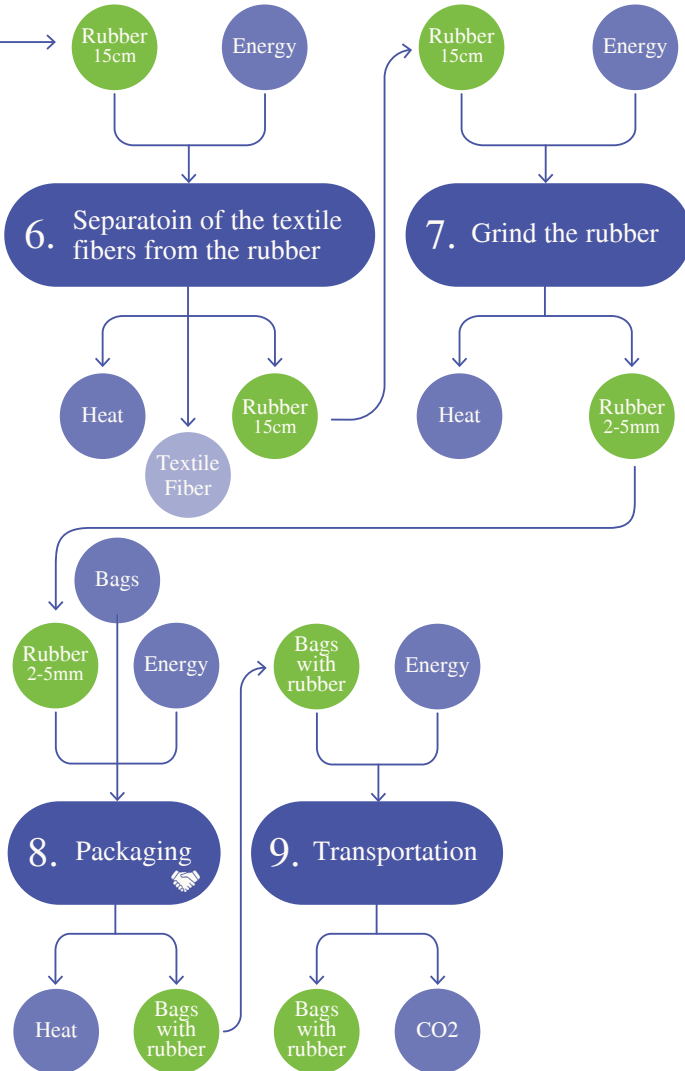 Rubber
15cm
Energy
6. Separatoin of the textile
fibers from the rubber
Heat
Textile
Fiber
Rubber
15cm
Rubber
15cm
Energy
7. Grind the rubber
Heat
Rubber
2-5mm
Bags
Rubber
2-5mm
Energy
8. Packaging
Heat
Bags
with
rubber
Bags
with
rubber
Energy
9. Transportation
Bags
with
rubber
CO2